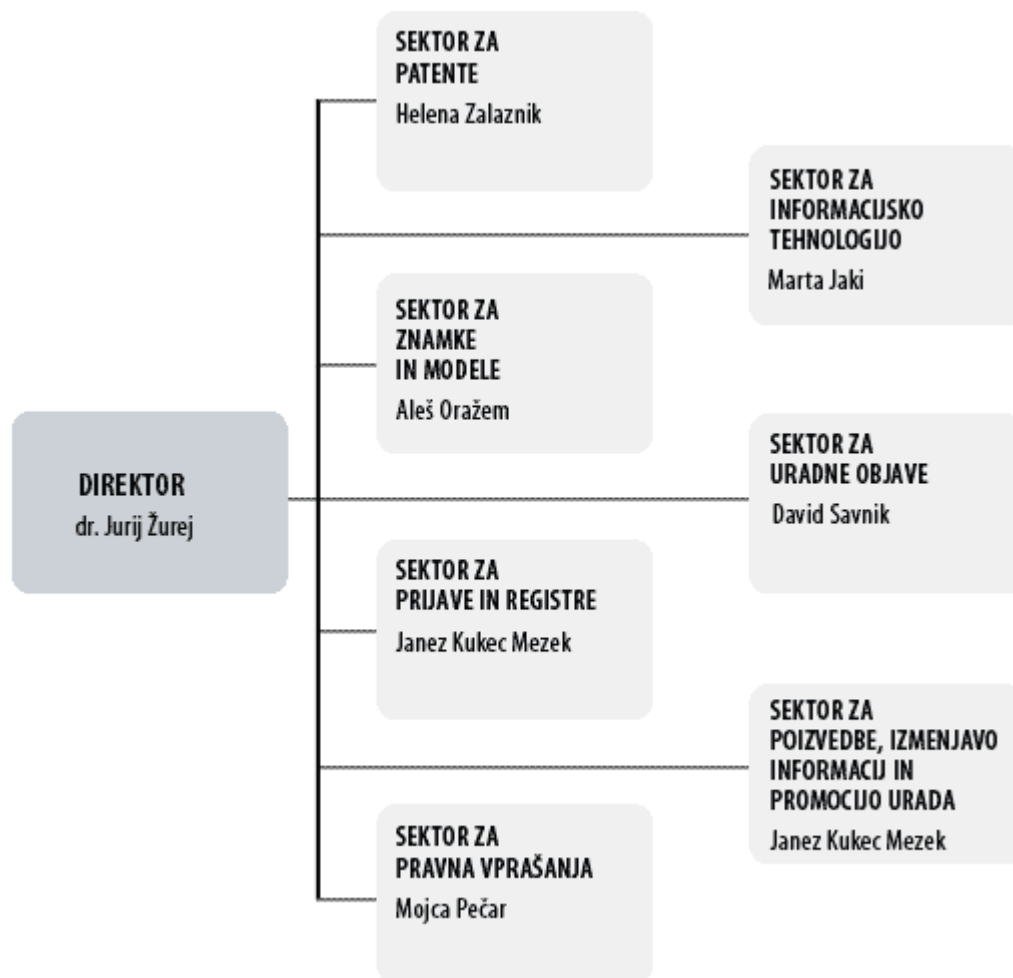 SEKTOR ZA
PATENTE
Helena Zalaznik
SEKTOR ZA
INFORMACIJSKO
TEHNOLOGIJO
Marta Jaki
SEKTOR ZA
ZNAMKE
IN MODELE
Aleš Oražem
DIREKTOR
dr. Jurij Žurej
SEKTOR ZA
URADNE OBJAVE
David Savnik
SEKTOR ZA
PRIJAVE IN REGISTRE
Janez Kukec Mezek
SEKTOR ZA
POIZVEDBE, IZMENJAVO
INFORMACIJ IN
PROMOCIJO URADA
Janez Kukec Mezek
SEKTOR ZA
PRAVNA VPRAŠANJA
Mojca Pečar